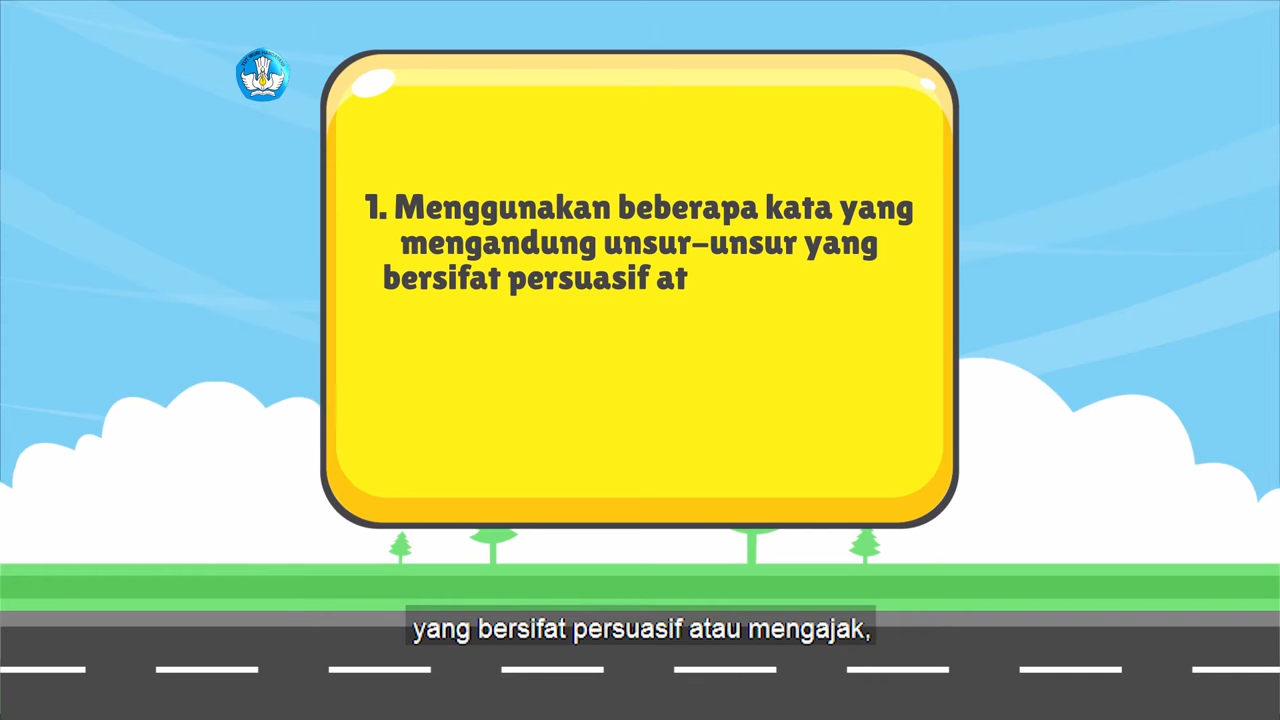 1. Menggunakan beberapa kata yang
mengandung unsur-unsur yang
bersifat persuasif at
yang bersifat persuasif atau mengajak,